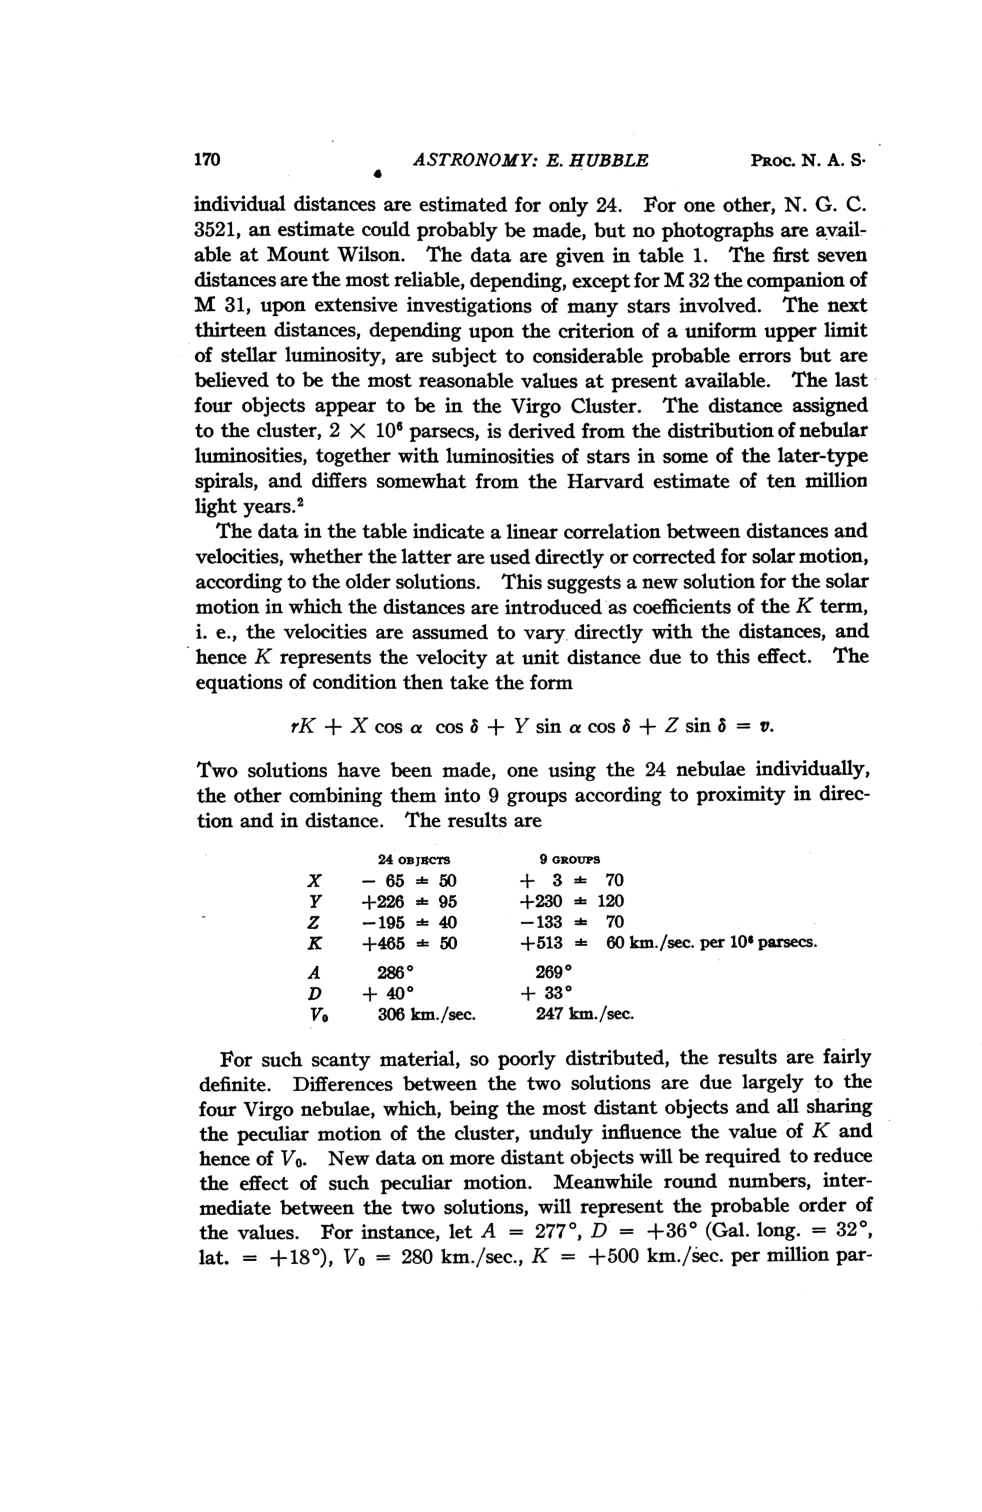 170 ASTRONOMY: E. HUBBLE PROC. N. A. S.
individual distances are estimated for only 24. For one other, N. G. C.
3521, an estimate could probably be made, but no photographs are avail-
able at Mount Wilson. The data are given in table 1. The first seven
distances are the most reliable, depending, except for M 32 the companion of
M 31, upon extensive investigations of many stars involved. The next
thirteen distances, depending upon the criterion of a uniform upper limit
of stellar luminosity, are subject to considerable probable errors but are
believed to be the most reasonable values at present available. The last
four objects appear to be in the Virgo Cluster. The distance assigned
to the cluster, 2 × 10⁶ parsecs, is derived from the distribution of nebular
luminosities, together with luminosities of stars in some of the later-type
spirals, and differs somewhat from the Harvard estimate of ten million
light years.²
The data in the table indicate a linear correlation between distances and
velocities, whether the latter are used directly or corrected for solar motion,
according to the older solutions. This suggests a new solution for the solar
motion in which the distances are introduced as coefficients of the K term,
i. e., the velocities are assumed to vary directly with the distances, and
hence K represents the velocity at unit distance due to this effect. The
equations of condition then take the form
rK + X cos α cos δ + Y sin α cos δ + Z sin δ = v.
Two solutions have been made, one using the 24 nebulae individually,
the other combining them into 9 groups according to proximity in direc-
tion and in distance. The results are
24 OBJECTS 9 GROUPS
X − 65 ± 50 + 3 ± 70
Y +226 ± 95 +230 ± 120
Z −195 ± 40 −133 ± 70
K +465 ± 50 +513 ± 60 km./sec. per 10⁶ parsecs.
A 286° 269°
D + 40° + 33°
V₀ 306 km./sec. 247 km./sec.
For such scanty material, so poorly distributed, the results are fairly
definite. Differences between the two solutions are due largely to the
four Virgo nebulae, which, being the most distant objects and all sharing
the peculiar motion of the cluster, unduly influence the value of K and
hence of V₀. New data on more distant objects will be required to reduce
the effect of such peculiar motion. Meanwhile round numbers, inter-
mediate between the two solutions, will represent the probable order of
the values. For instance, let A = 277°, D = +36° (Gal. long. = 32°,
lat. = +18°), V₀ = 280 km./sec., K = +500 km./sec. per million par-